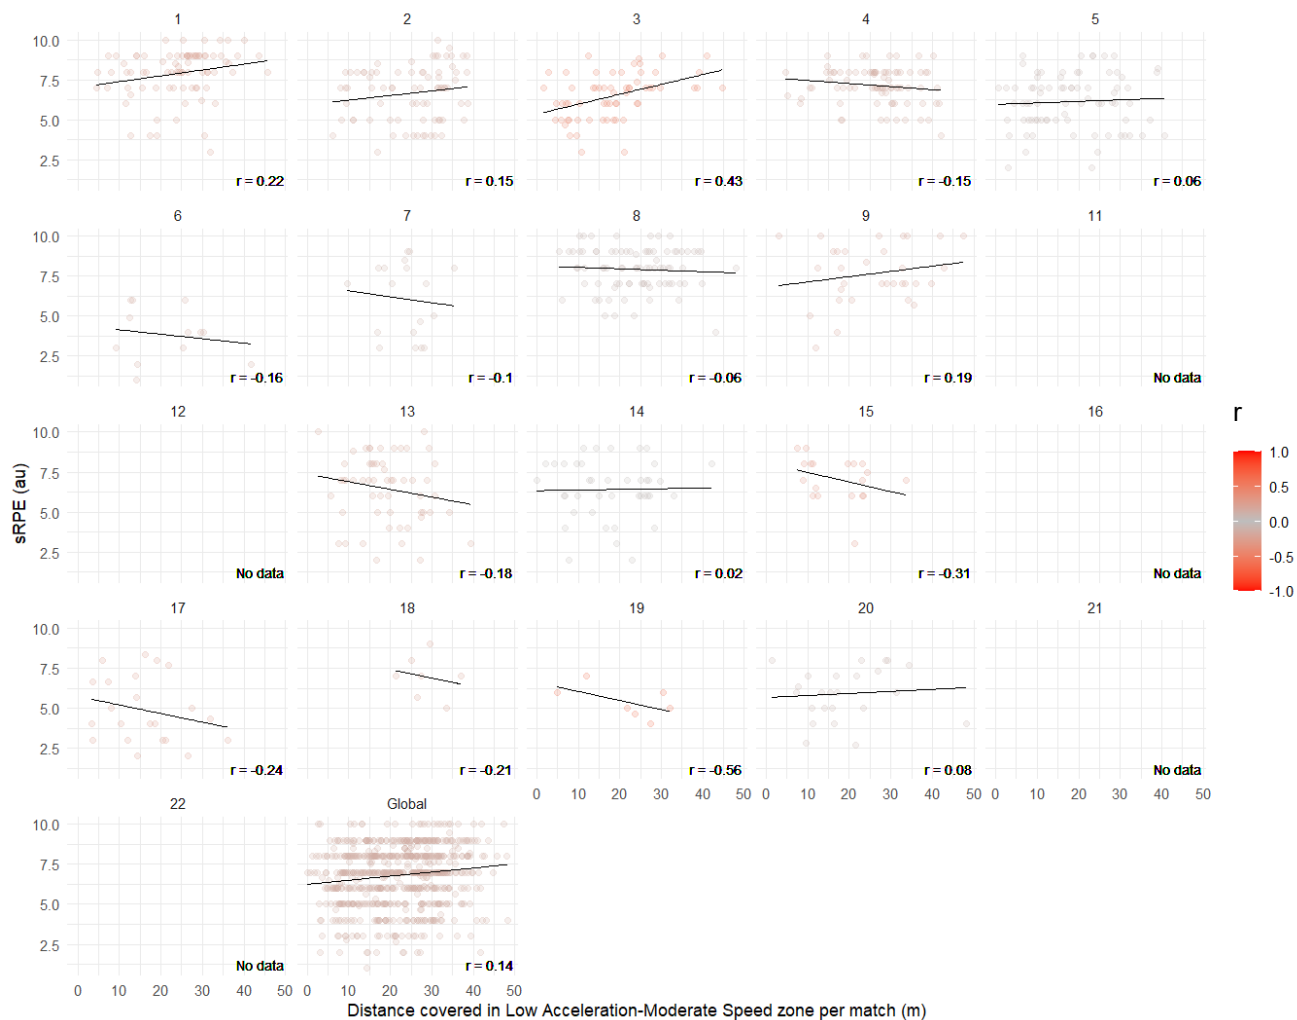 1 2 3 4 5
10.0
7.5
5.0
2.5
r = 0.22 r = 0.15 r = 0.43 r = -0.15 r = 0.06
6 7 8 9 11
10.0
7.5
5.0
2.5
r = -0.16 r = -0.1 r = -0.06 r = 0.19 No data
12 13 14 15 16
10.0
7.5
5.0
2.5
No data r = -0.18 r = 0.02 r = -0.31 No data
17 18 19 20 21
10.0
7.5
5.0
2.5
r = -0.24 r = -0.21 r = -0.56 r = 0.08 No data
0 10 20 30 40 50 0 10 20 30 40 50 0 10 20 30 40 50
22 Global
10.0
7.5
5.0
2.5
No data r = 0.14
0 10 20 30 40 50 0 10 20 30 40 50
Distance covered in Low Acceleration-Moderate Speed zone per match (m)
sRPE (au)
r
1.0
0.5
0.0
-0.5
-1.0